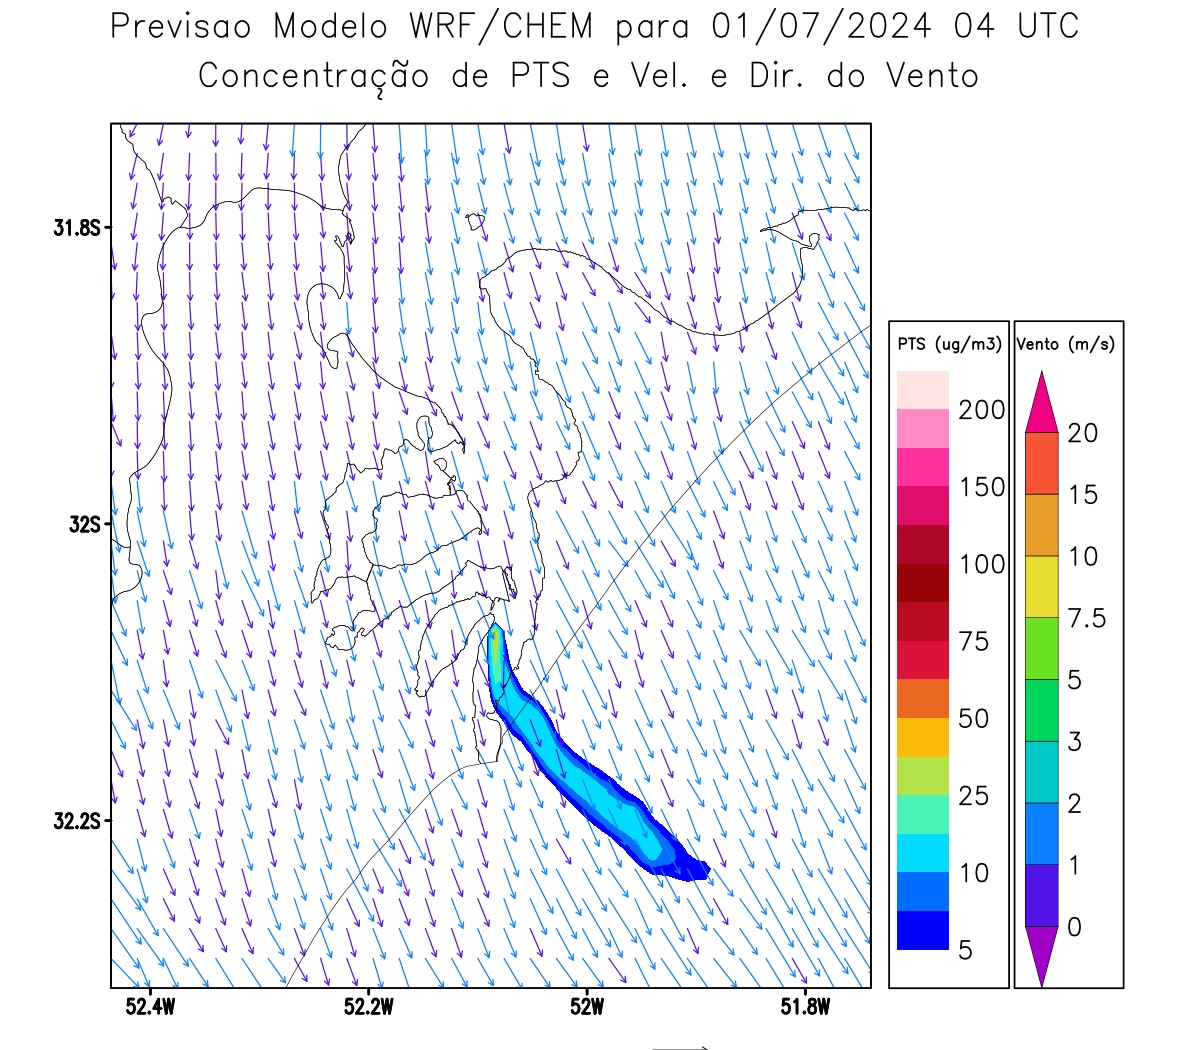 Previsao Modelo WRF/CHEM para 01/07/2024 04 UTC
Concentração de PTS e Vel. e Dir. do Vento
31.8S
32S
32.2S
52.4W
52.2W
52W
51.8W
PTS (ug/m3)
200
150
100
75
50
25
10
5
Vento (m/s)
20
15
10
7.5
5
3
2
1
0